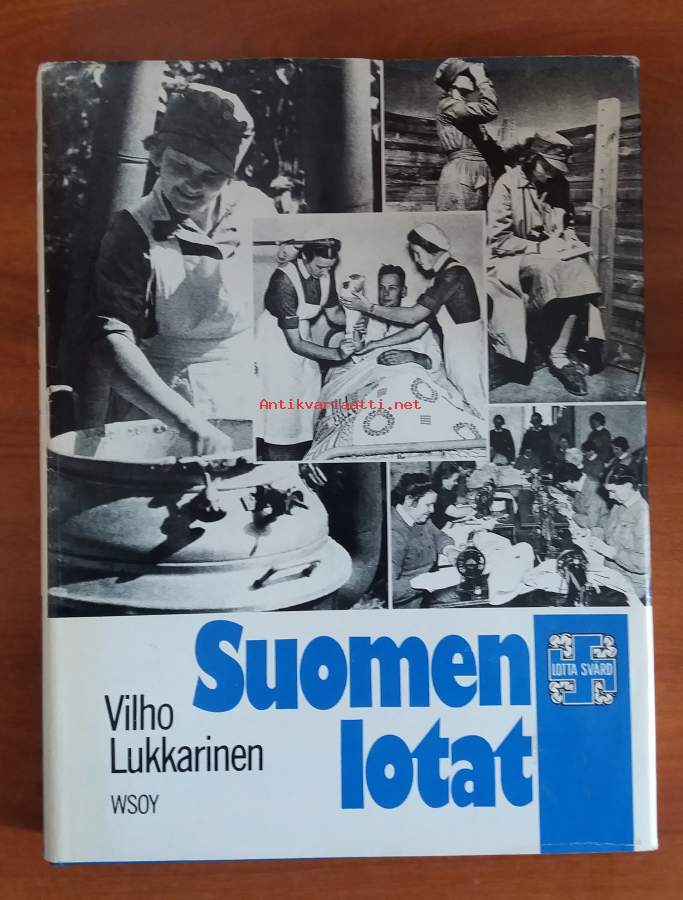 Antikvariaatti.net
Suomen
lotat
LOTTA SVÄRD
Vilho
Lukkarinen
WSOY